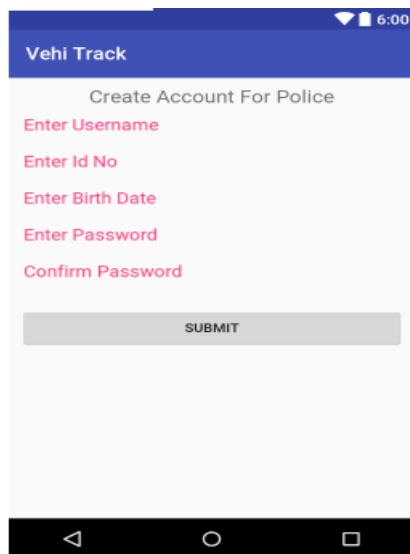 6:00
Vehi Track
Create Account For Police
Enter Username
Enter Id No
Enter Birth Date
Enter Password
Confirm Password
SUBMIT